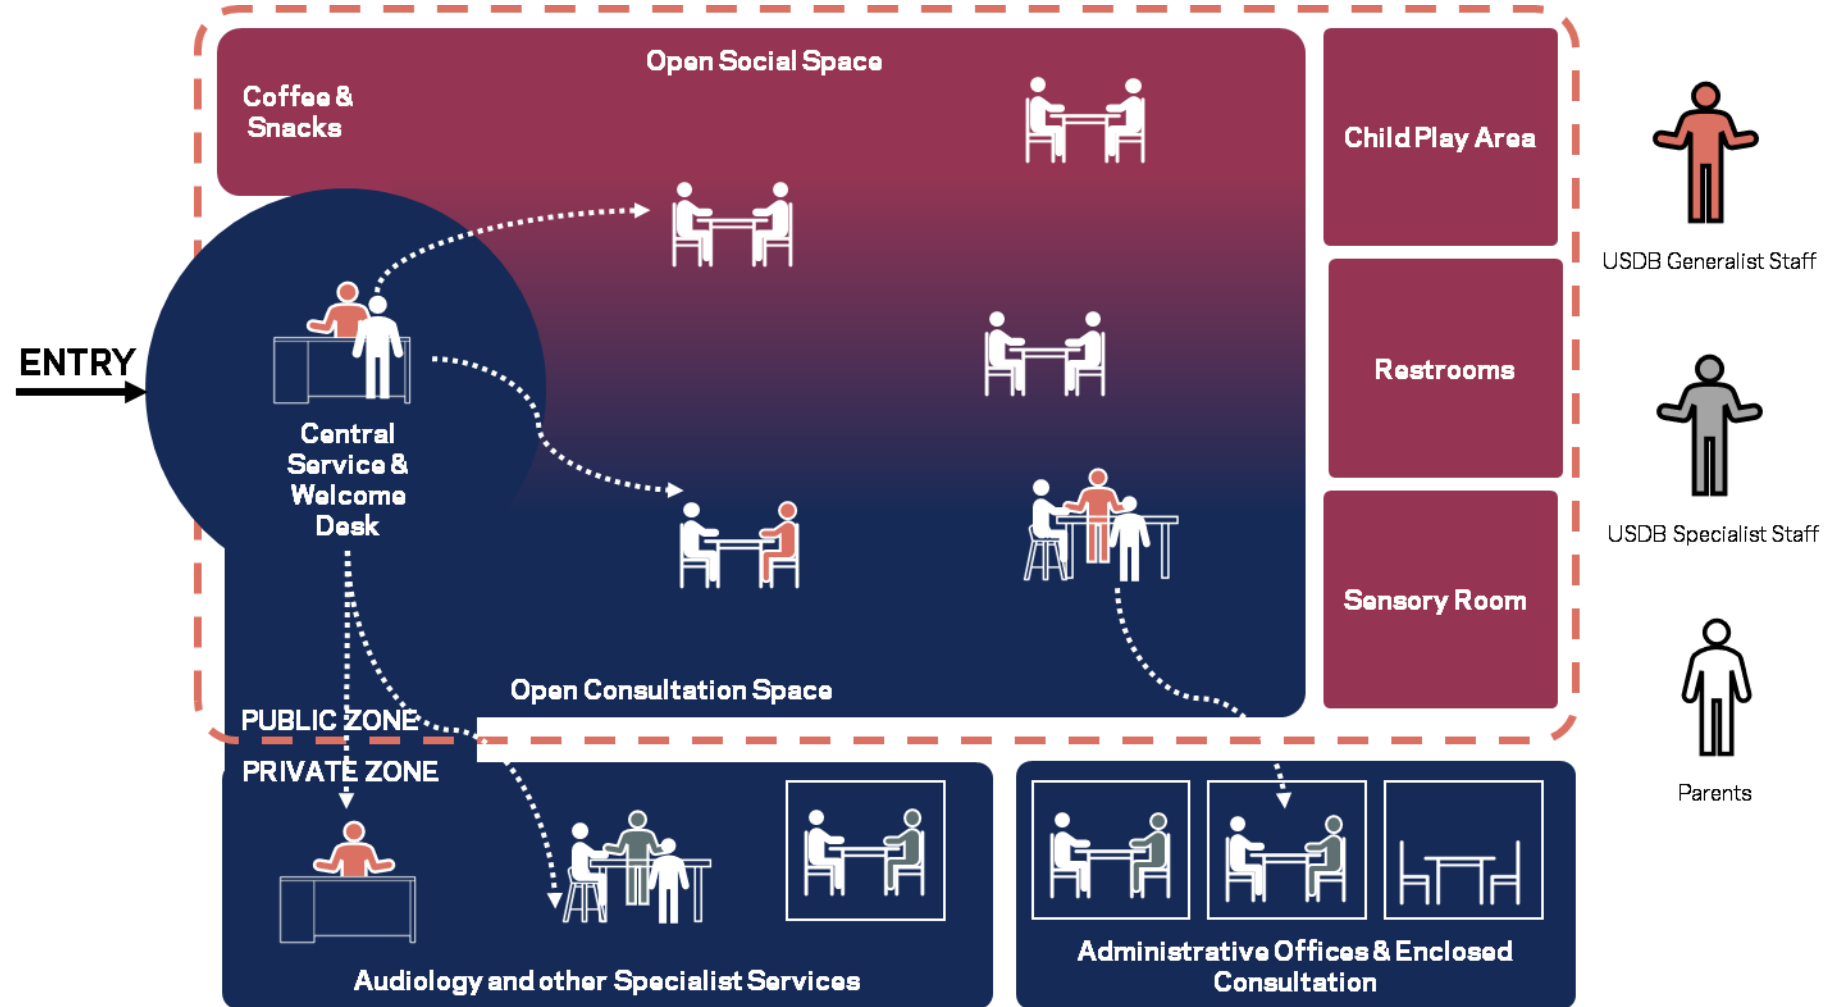 Open Social Space
Coffee &
Snacks
Child Play Area
USDB Generalist Staff
ENTRY
Restrooms
Central
Service &
Welcome
Desk
USDB Specialist Staff
Sensory Room
Open Consultation Space
PUBLIC ZONE
PRIVATE ZONE
Parents
Audiology and other Specialist Services
Administrative Offices & Enclosed
Consultation